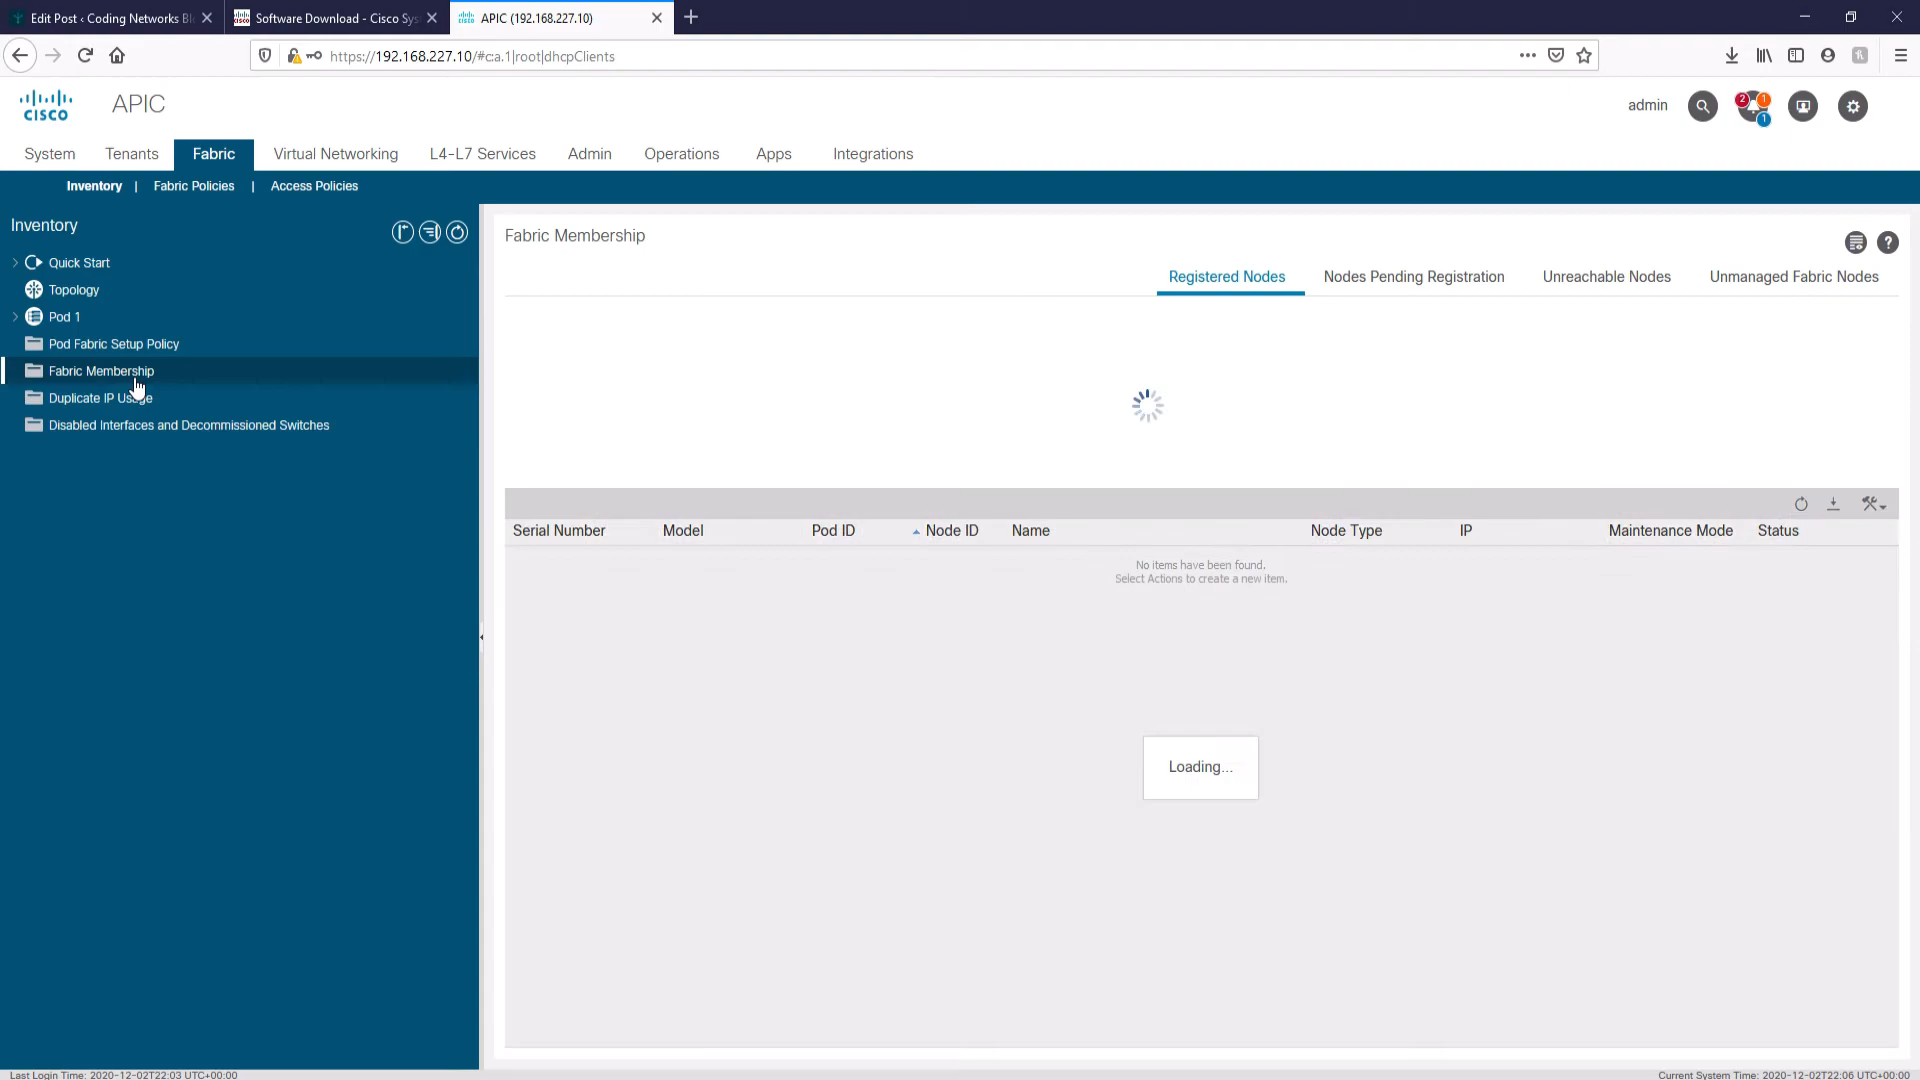 Edit Post ‹ Coding Networks Bl
Software Download - Cisco Sys
APIC (192.168.227.10)
https://192.168.227.10/#c:a.1|root|dhcpClients
CISCO
APIC
admin
2
1
1
System
Tenants
Fabric
Virtual Networking
L4-L7 Services
Admin
Operations
Apps
Integrations
Inventory | Fabric Policies | Access Policies
Inventory
Quick Start
Topology
Pod 1
Pod Fabric Setup Policy
Fabric Membership
Duplicate IP Usage
Disabled Interfaces and Decommissioned Switches
Fabric Membership
Registered Nodes
Nodes Pending Registration
Unreachable Nodes
Unmanaged Fabric Nodes
Serial Number
Model
Pod ID
Node ID
Name
Node Type
IP
Maintenance Mode
Status
No items have been found.
Select Actions to create a new item.
Loading...
Last Login Time: 2020-12-02T22:03 UTC+00:00
Current System Time: 2020-12-02T22:06 UTC+00:00